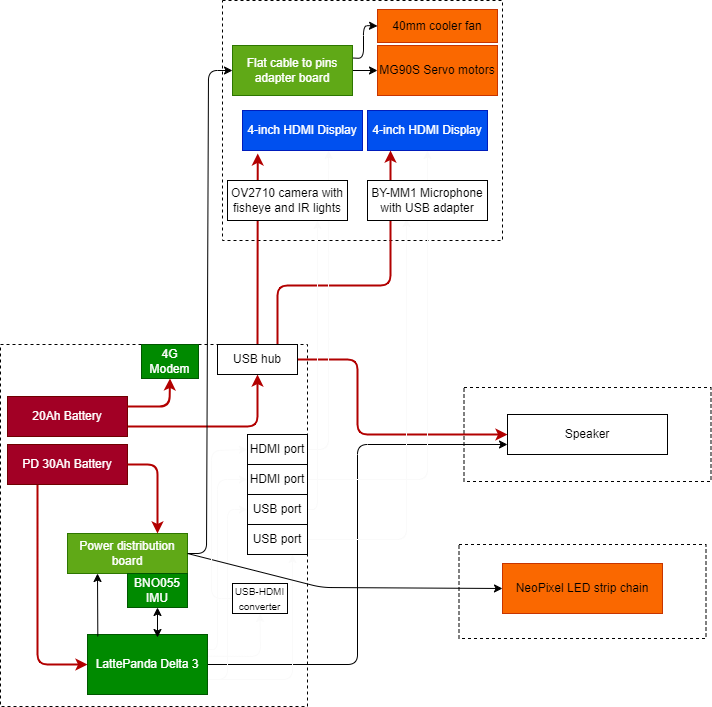 40mm cooler fan
Flat cable to pins
adapter board
MG90S Servo motors
4-inch HDMI Display
4-inch HDMI Display
OV2710 camera with
fisheye and IR lights
BY-MM1 Microphone
with USB adapter
4G
Modem
USB hub
20Ah Battery
Speaker
HDMI port
PD 30Ah Battery
HDMI port
USB port
USB port
Power distribution
board
BNO055
IMU
USB-HDMI
converter
NeoPixel LED strip chain
LattePanda Delta 3